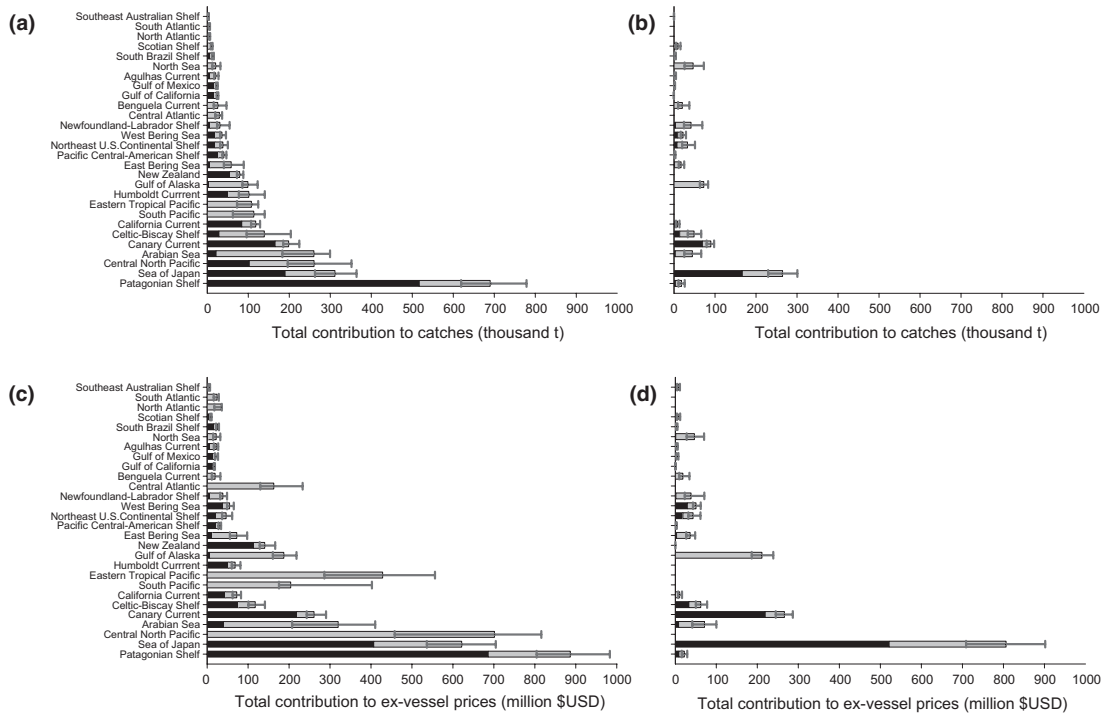 (a)
Southeast Australian Shelf
South Atlantic
North Atlantic
Scotian Shelf
South Brazil Shelf
North Sea
Agulhas Current
Gulf of Mexico
Gulf of California
Benguela Current
Central Atlantic
Newfoundland-Labrador Shelf
West Bering Sea
Northeast U.S.Continental Shelf
Pacific Central-American Shelf
East Bering Sea
New Zealand
Gulf of Alaska
Humboldt Currrent
Eastern Tropical Pacific
South Pacific
California Current
Celtic-Biscay Shelf
Canary Current
Arabian Sea
Central North Pacific
Sea of Japan
Patagonian Shelf
0 100 200 300 400 500 600 700 800 900 1000
Total contribution to catches (thousand t)
(b)
0 100 200 300 400 500 600 700 800 900 1000
Total contribution to catches (thousand t)
(c)
Southeast Australian Shelf
South Atlantic
North Atlantic
Scotian Shelf
South Brazil Shelf
North Sea
Agulhas Current
Gulf of Mexico
Gulf of California
Benguela Current
Central Atlantic
Newfoundland-Labrador Shelf
West Bering Sea
Northeast U.S.Continental Shelf
Pacific Central-American Shelf
East Bering Sea
New Zealand
Gulf of Alaska
Humboldt Currrent
Eastern Tropical Pacific
South Pacific
California Current
Celtic-Biscay Shelf
Canary Current
Arabian Sea
Central North Pacific
Sea of Japan
Patagonian Shelf
0 100 200 300 400 500 600 700 800 900 1000
Total contribution to ex-vessel prices (million $USD)
(d)
0 100 200 300 400 500 600 700 800 900 1000
Total contribution to ex-vessel prices (million $USD)